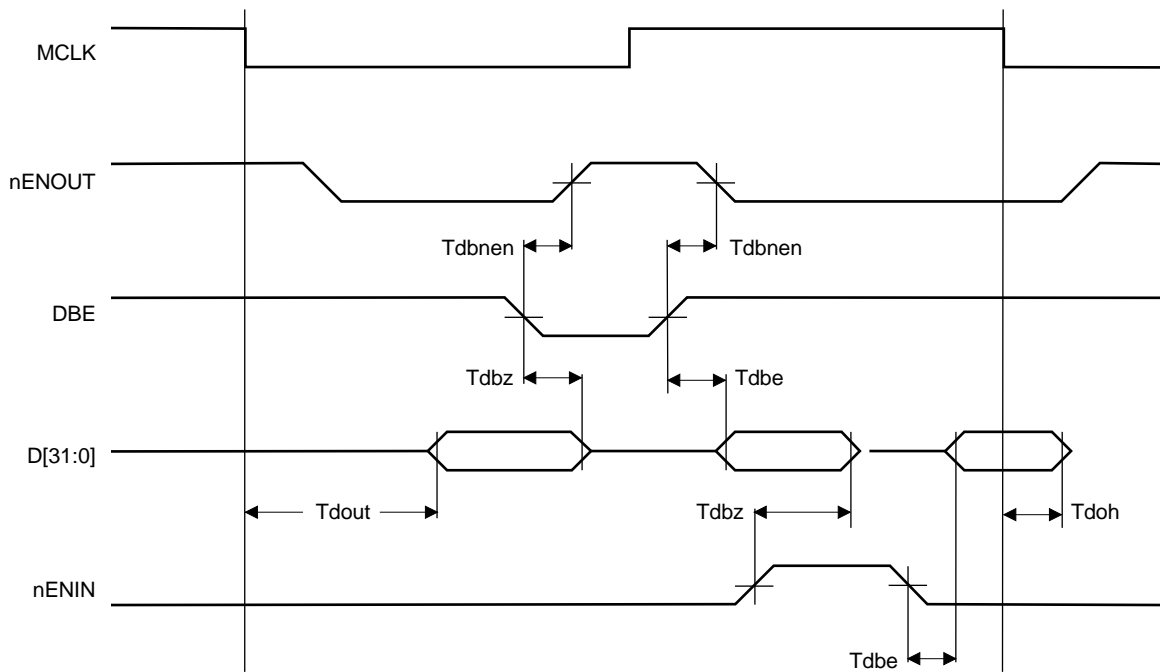 MCLK
nENOUT
Tdbnen
Tdbnen
DBE
Tdbz
Tdbe
D[31:0]
Tdout
Tdbz
Tdoh
nENIN
Tdbe